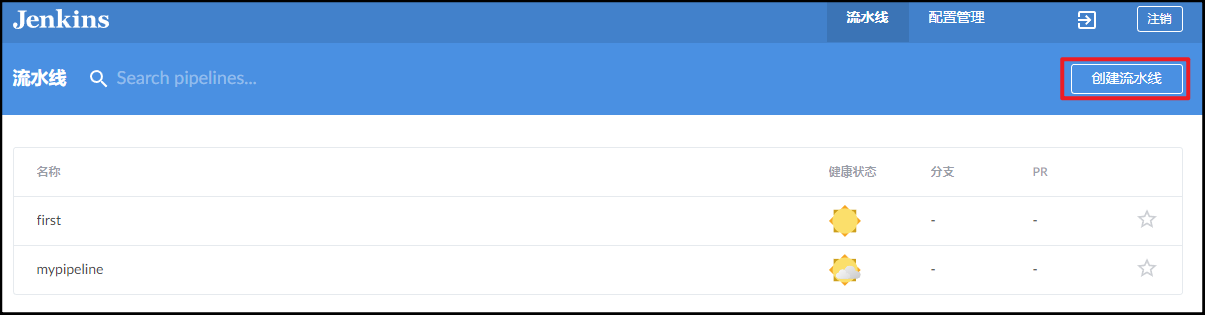 Jenkins 流水线 配置管理 注销
流水线 Search pipelines... 创建流水线
名称 健康状态 分支 PR
first - -
mypipeline - -